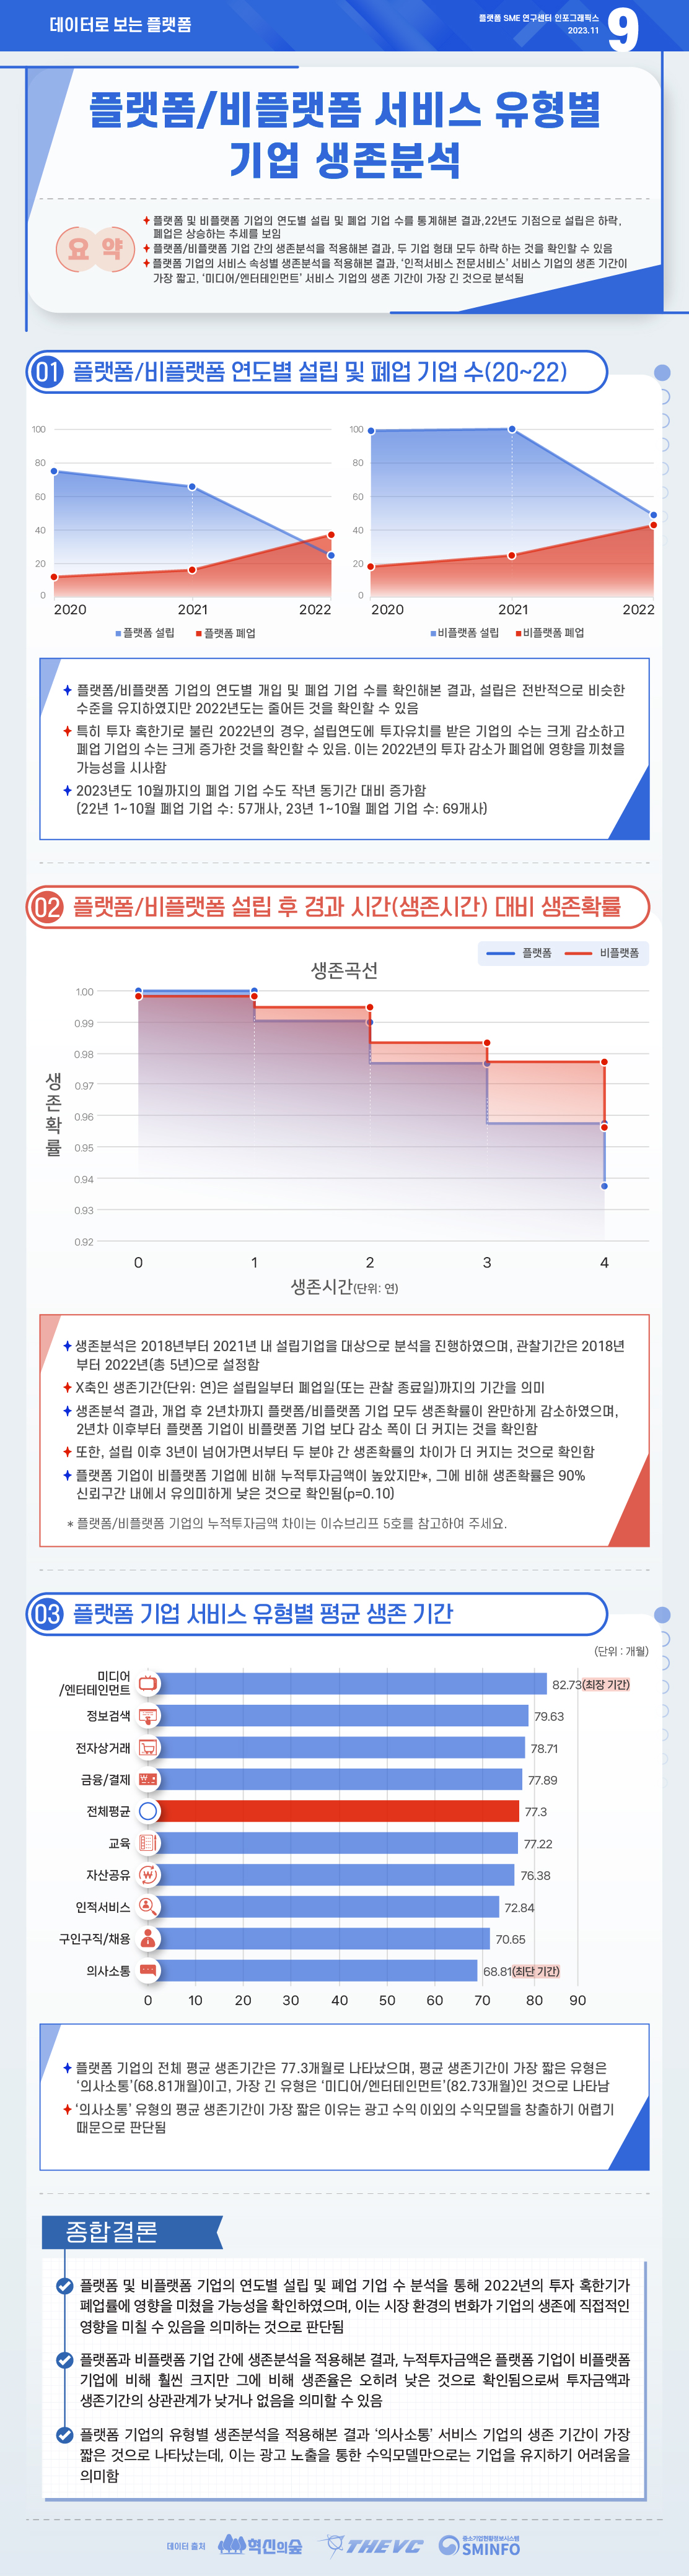 데이터로 보는 플랫폼
플랫폼 SME 연구센터 인포그래픽스
2023.11
9
플랫폼/비플랫폼 서비스 유형별
기업 생존분석
요약
플랫폼 및 비플랫폼 기업의 연도별 설립 및 폐업 기업 수를 통계해본 결과,22년도 기점으로 설립은 하락,
폐업은 상승하는 추세를 보임
플랫폼/비플랫폼 기업 간의 생존분석을 적용해본 결과, 두 기업 형태 모두 하락 하는 것을 확인할 수 있음
플랫폼 기업의 서비스 속성별 생존분석을 적용해본 결과, ‘인적서비스 전문서비스’ 서비스 기업의 생존 기간이
가장 짧고, ‘미디어/엔터테인먼트’ 서비스 기업의 생존 기간이 가장 긴 것으로 분석됨
01 플랫폼/비플랫폼 연도별 설립 및 폐업 기업 수(20~22)
100
80
60
40
20
0
2020 2021 2022
플랫폼 설립 플랫폼 폐업
100
80
60
40
20
0
2020 2021 2022
비플랫폼 설립 비플랫폼 폐업
플랫폼/비플랫폼 기업의 연도별 개입 및 폐업 기업 수를 확인해본 결과, 설립은 전반적으로 비슷한
수준을 유지하였지만 2022년도는 줄어든 것을 확인할 수 있음
특히 투자 혹한기로 불린 2022년의 경우, 설립연도에 투자유치를 받은 기업의 수는 크게 감소하고
폐업 기업의 수는 크게 증가한 것을 확인할 수 있음. 이는 2022년의 투자 감소가 폐업에 영향을 끼쳤을
가능성을 시사함
2023년도 10월까지의 폐업 기업 수도 작년 동기간 대비 증가함
(22년 1~10월 폐업 기업 수: 57개사, 23년 1~10월 폐업 기업 수: 69개사)
02 플랫폼/비플랫폼 설립 후 경과 시간(생존시간) 대비 생존확률
플랫폼 비플랫폼
생존곡선
생존확률
1.00
0.99
0.98
0.97
0.96
0.95
0.94
0.93
0.92
0 1 2 3 4
생존시간(단위: 연)
생존분석은 2018년부터 2021년 내 설립기업을 대상으로 분석을 진행하였으며, 관찰기간은 2018년
부터 2022년(총 5년)으로 설정함
X축인 생존기간(단위: 연)은 설립일부터 폐업일(또는 관찰 종료일)까지의 기간을 의미
생존분석 결과, 개업 후 2년차까지 플랫폼/비플랫폼 기업 모두 생존확률이 완만하게 감소하였으며,
2년차 이후부터 플랫폼 기업이 비플랫폼 기업 보다 감소 폭이 더 커지는 것을 확인함
또한, 설립 이후 3년이 넘어가면서부터 두 분야 간 생존확률의 차이가 더 커지는 것으로 확인함
플랫폼 기업이 비플랫폼 기업에 비해 누적투자금액이 높았지만*, 그에 비해 생존확률은 90%
신뢰구간 내에서 유의미하게 낮은 것으로 확인됨(p=0.10)
* 플랫폼/비플랫폼 기업의 누적투자금액 차이는 이슈브리프 5호를 참고하여 주세요.
03 플랫폼 기업 서비스 유형별 평균 생존 기간
(단위 : 개월)
미디어
/엔터테인먼트 82.73(최장 기간)
정보검색 79.63
전자상거래 78.71
금융/결제 77.89
전체평균 77.3
교육 77.22
자산공유 76.38
인적서비스 72.84
구인구직/채용 70.65
의사소통 68.81(최단 기간)
0 10 20 30 40 50 60 70 80 90
플랫폼 기업의 전체 평균 생존기간은 77.3개월로 나타났으며, 평균 생존기간이 가장 짧은 유형은
‘의사소통’(68.81개월)이고, 가장 긴 유형은 ‘미디어/엔터테인먼트’(82.73개월)인 것으로 나타남
‘의사소통’ 유형의 평균 생존기간이 가장 짧은 이유는 광고 수익 이외의 수익모델을 창출하기 어렵기
때문으로 판단됨
종합결론
플랫폼 및 비플랫폼 기업의 연도별 설립 및 폐업 기업 수 분석을 통해 2022년의 투자 혹한기가
폐업률에 영향을 미쳤을 가능성을 확인하였으며, 이는 시장 환경의 변화가 기업의 생존에 직접적인
영향을 미칠 수 있음을 의미하는 것으로 판단됨
플랫폼과 비플랫폼 기업 간에 생존분석을 적용해본 결과, 누적투자금액은 플랫폼 기업이 비플랫폼
기업에 비해 훨씬 크지만 그에 비해 생존율은 오히려 낮은 것으로 확인됨으로써 투자금액과
생존기간의 상관관계가 낮거나 없음을 의미할 수 있음
플랫폼 기업의 유형별 생존분석을 적용해본 결과 ‘의사소통’ 서비스 기업의 생존 기간이 가장
짧은 것으로 나타났는데, 이는 광고 노출을 통한 수익모델만으로는 기업을 유지하기 어려움을
의미함
데이터 출처 혁신의숲 THE VC 중소기업현황정보시스템
SMINFO